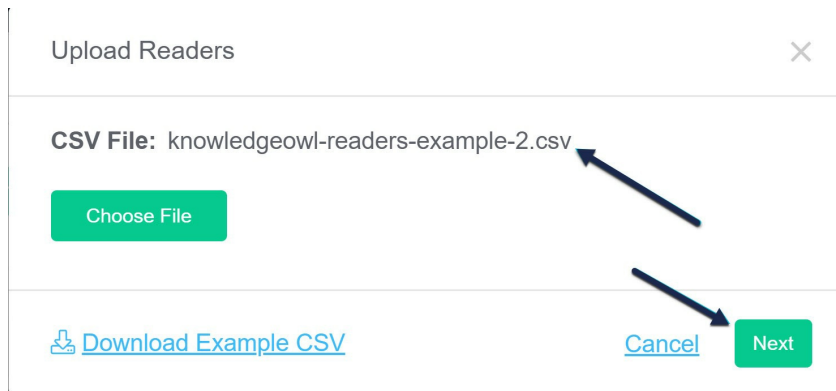 Upload Readers
CSV File: knowledgeowl-readers-example-2.csv
Choose File
Download Example CSV
Cancel
Next